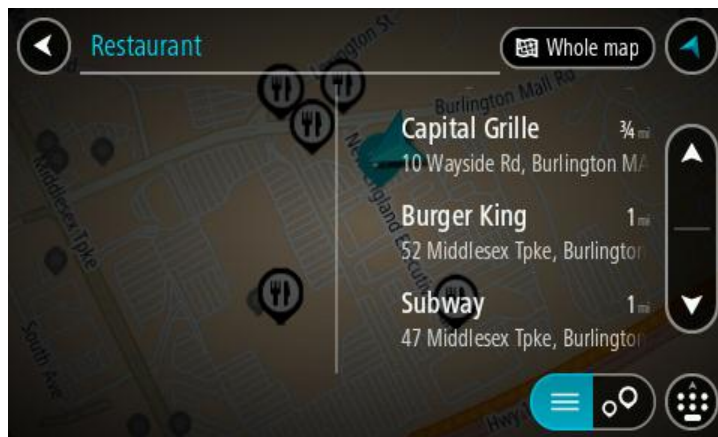 Restaurant
Whole map
Burlington Mall Rd
Capital Grille ¾ mi
10 Wayside Rd, Burlington MA
Burger King 1 mi
52 Middlesex Tpke, Burlington
Subway 1 mi
47 Middlesex Tpke, Burlington
Middlesex Tpke
South Ave